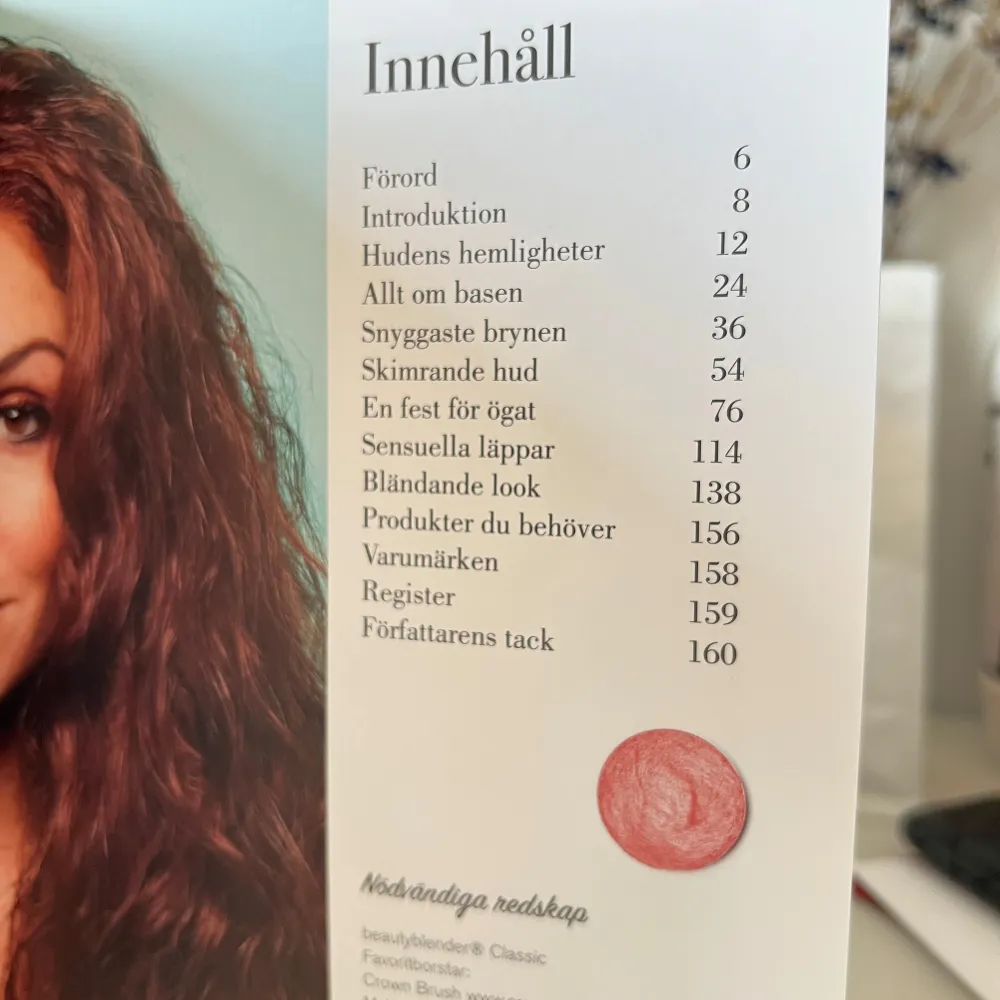 Innehåll
Förord 6
Introduktion 8
Hudens hemligheter 12
Allt om basen 24
Snyggaste brynen 36
Skimrande hud 54
En fest för ögat 76
Sensuella läppar 114
Bländande look 138
Produkter du behöver 156
Varumärken 158
Register 159
Författarens tack 160
Nödvändiga redskap
beautyblender® Classic
Favoritborstar:
Crown Brush